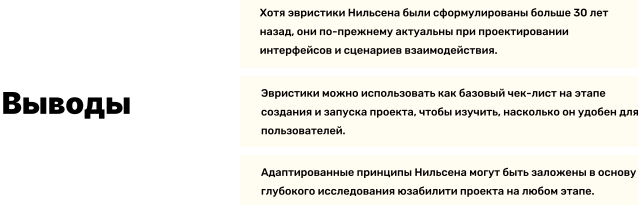 Выводы
Хотя эвристики Нильсена были сформулированы больше 30 лет
назад, они по-прежнему актуальны при проектировании
интерфейсов и сценариев взаимодействия.
Эвристики можно использовать как базовый чек-лист на этапе
создания и запуска проекта, чтобы изучить, насколько он удобен для
пользователей.
Адаптированные принципы Нильсена могут быть заложены в основу
глубокого исследования юзабилити проекта на любом этапе.